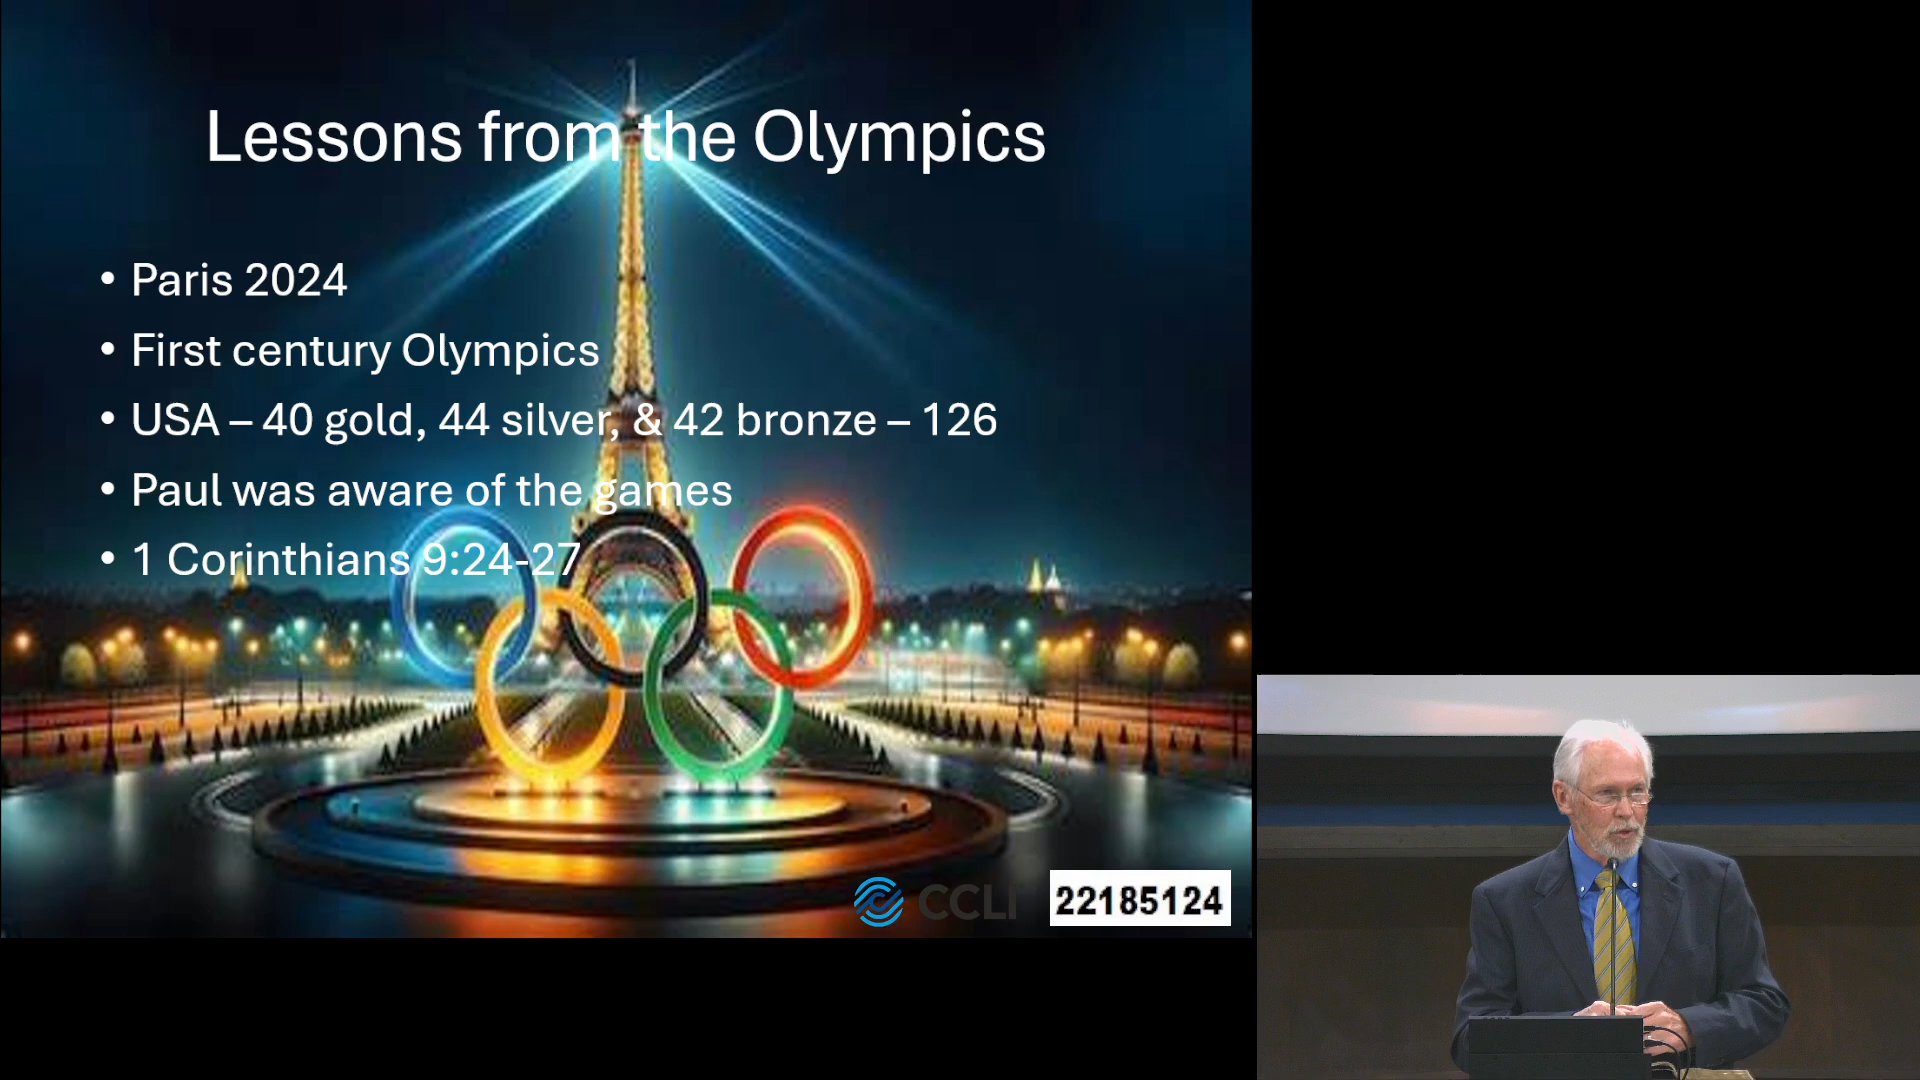 Lessons from the Olympics
• Paris 2024
• First century Olympics
• USA – 40 gold, 44 silver, & 42 bronze – 126
• Paul was aware of the games
• 1 Corinthians 9:24-27
CCLI 22185124